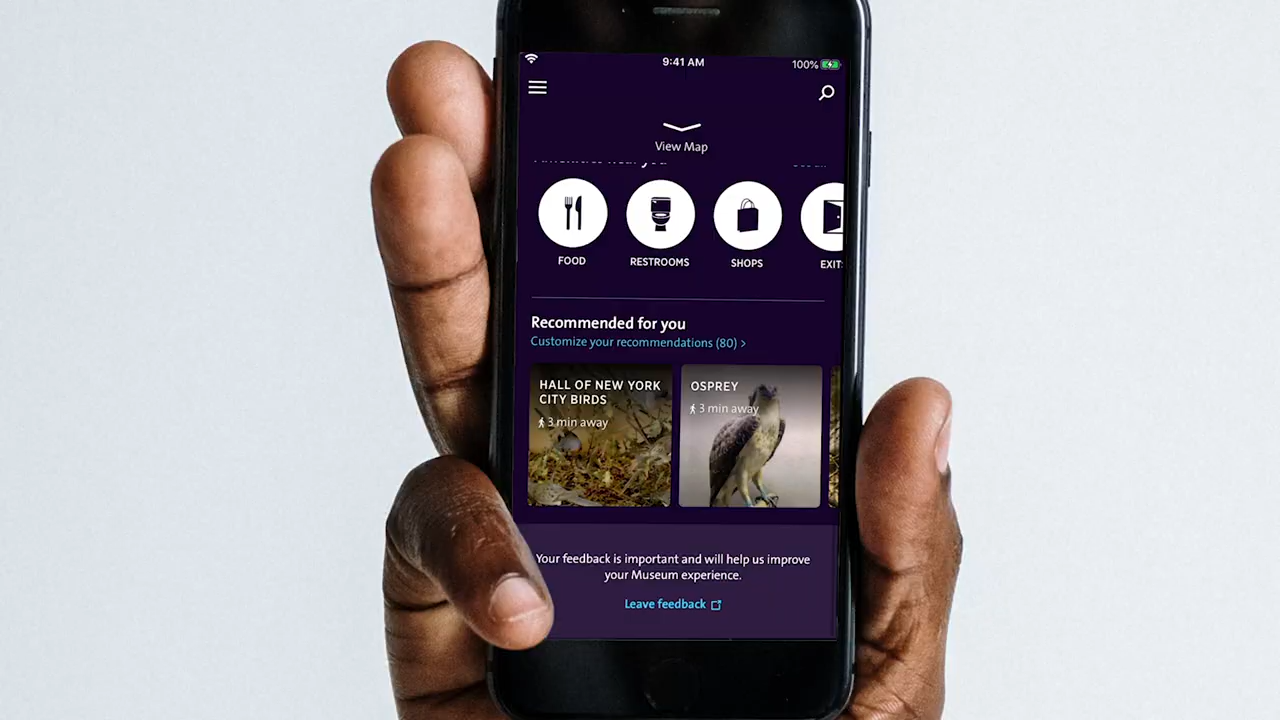 9:41 AM
100%
View Map
FOOD
RESTROOMS
SHOPS
EXIT
Recommended for you
Customize your recommendations (80) >
HALL OF NEW YORK
CITY BIRDS
3 min away
OSPREY
3 min away
Your feedback is important and will help us improve
your Museum experience.
Leave feedback